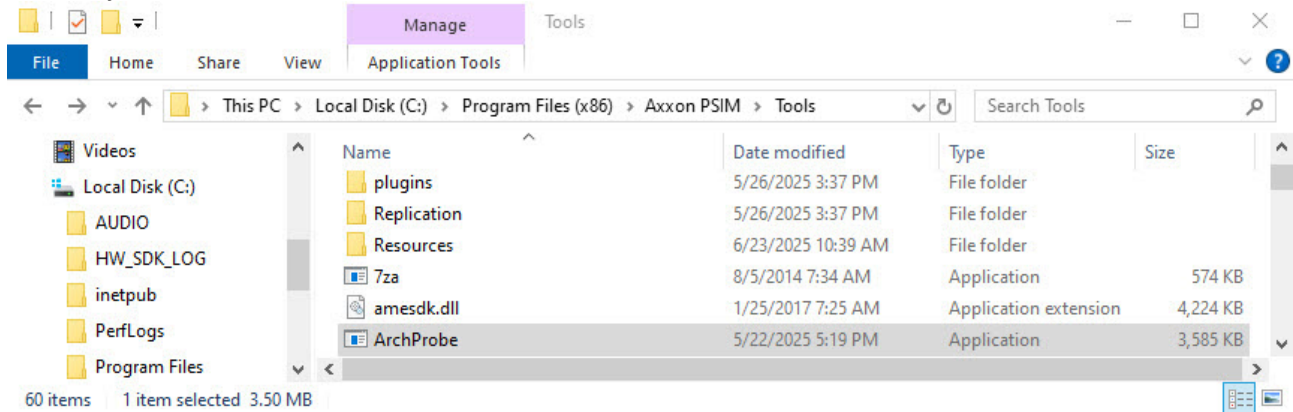 Manage Tools
File Home Share View Application Tools
This PC > Local Disk (C:) > Program Files (x86) > Axxon PSIM > Tools Search Tools
Videos
Local Disk (C:)
AUDIO
HW_SDK_LOG
inetpub
PerfLogs
Program Files
Name Date modified Type Size
plugins 5/26/2025 3:37 PM File folder
Replication 5/26/2025 3:37 PM File folder
Resources 6/23/2025 10:39 AM File folder
7za 8/5/2014 7:34 AM Application 574 KB
amesdk.dll 1/25/2017 7:25 AM Application extension 4,224 KB
ArchProbe 5/22/2025 5:19 PM Application 3,585 KB
60 items 1 item selected 3.50 MB